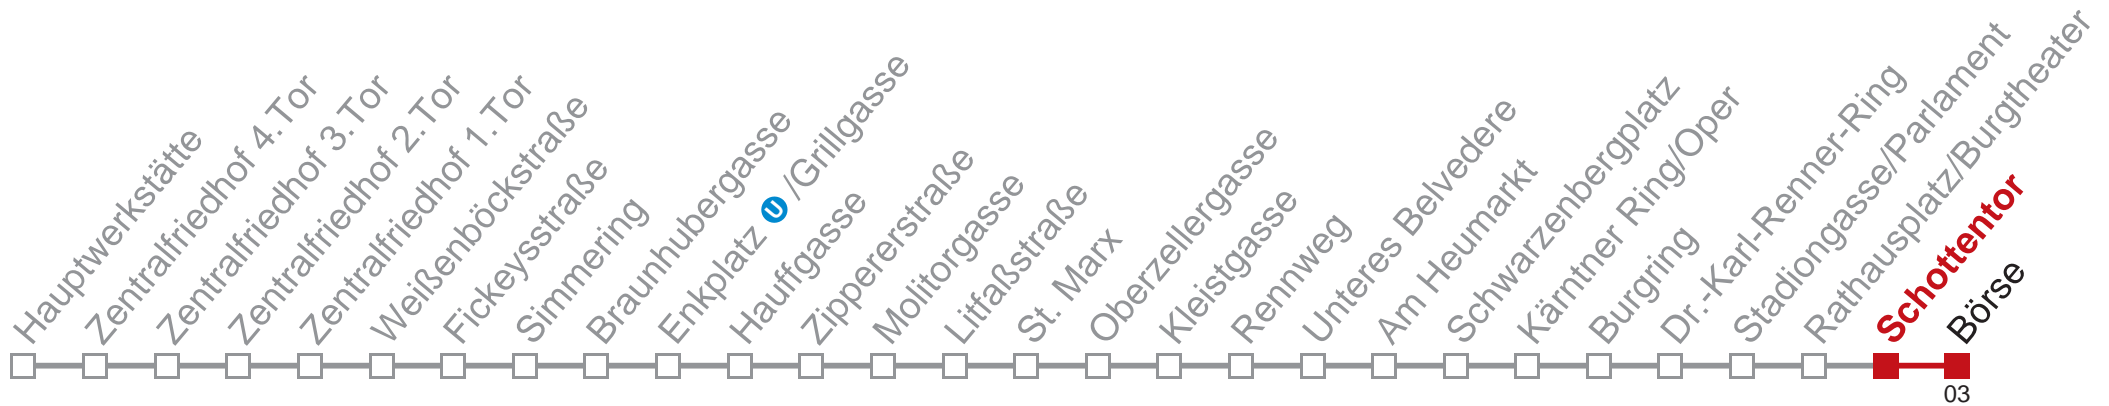 Hauptwerkstätte
Zentralfriedhof 4.Tor
Zentralfriedhof 3.Tor
Zentralfriedhof 2.Tor
Zentralfriedhof 1.Tor
Weißenböckstraße
Fickeysstraße
Simmering
Braunhubergasse
Enkplatz U /Grillgasse
Hauffgasse
Zippererstraße
Molitorgasse
Litfaßstraße
St. Marx
Oberzellergasse
Kleistgasse
Rennweg
Unteres Belvedere
Am Heumarkt
Schwarzenbergplatz
Kärntner Ring/Oper
Burgring
Dr.-Karl-Renner-Ring
Stadiongasse/Parlament
Rathausplatz/Burgtheater
Schottentor
Börse
03